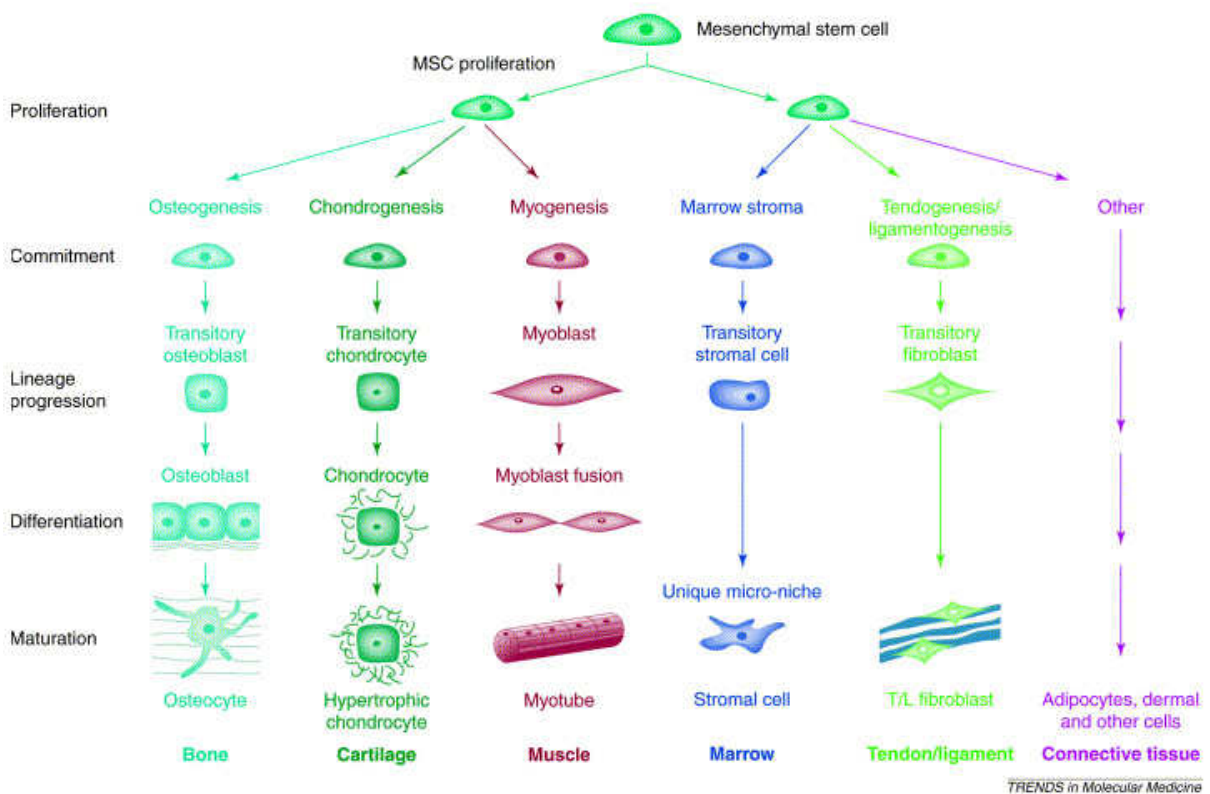 Mesenchymal stem cell
MSC proliferation
Proliferation
Osteogenesis
Chondrogenesis
Myogenesis
Marrow stroma
Tendogenesis/
ligamentogenesis
Other
Commitment
Transitory
osteoblast
Transitory
chondrocyte
Myoblast
Transitory
stromal cell
Transitory
fibroblast
Lineage
progression
Osteoblast
Chondrocyte
Myoblast fusion
Differentiation
Unique micro-niche
Maturation
Osteocyte
Hypertrophic
chondrocyte
Myotube
Stromal cell
T/L fibroblast
Adipocytes, dermal
and other cells
Bone
Cartilage
Muscle
Marrow
Tendon/ligament
Connective tissue
TRENDS in Molecular Medicine